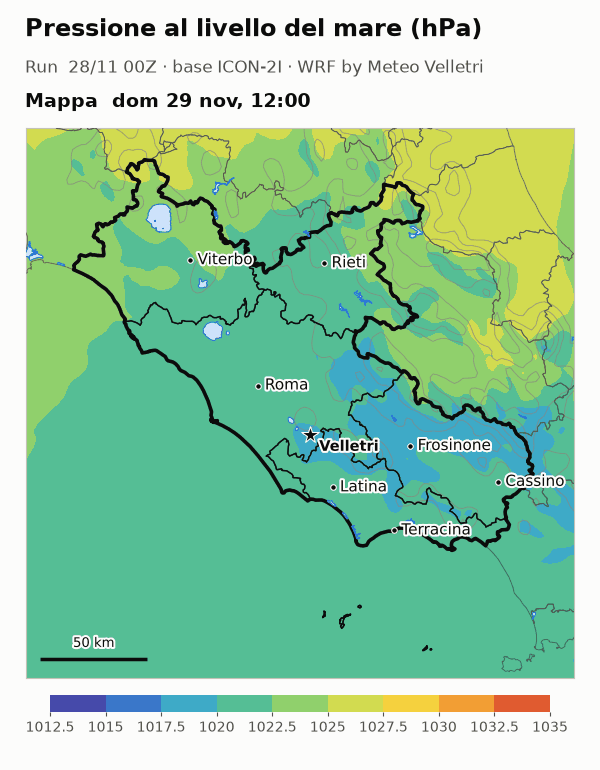 Pressione al livello del mare (hPa)
Run  28/11 00Z · base ICON-2I · WRF by Meteo Velletri
Mappa  dom 29 nov, 12:00
Viterbo
Rieti
Roma
Velletri
Frosinone
Cassino
Latina
Terracina
50 km
1012.5 1015 1017.5 1020 1022.5 1025 1027.5 1030 1032.5 1035